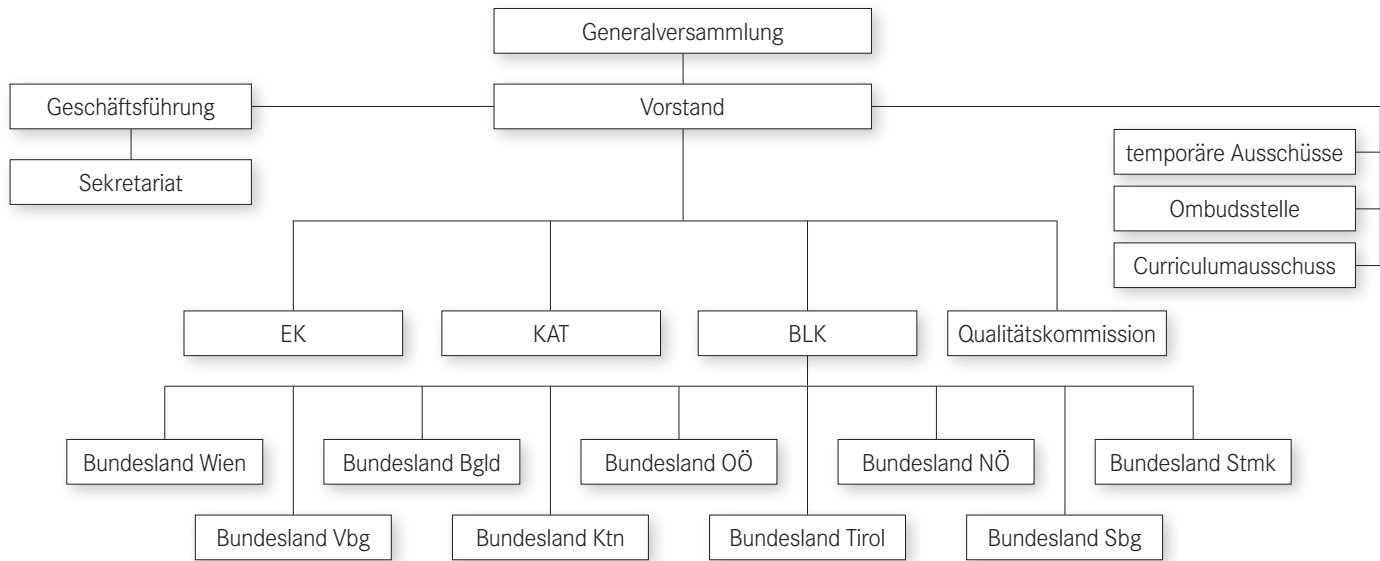 Generalversammlung
Geschäftsführung
Vorstand
temporäre Ausschüsse
Sekretariat
Ombudsstelle
Curriculumausschuss
EK
KAT
BLK
Qualitätskommission
Bundesland Wien
Bundesland Bgld
Bundesland OÖ
Bundesland NÖ
Bundesland Stmk
Bundesland Vbg
Bundesland Ktn
Bundesland Tirol
Bundesland Sbg